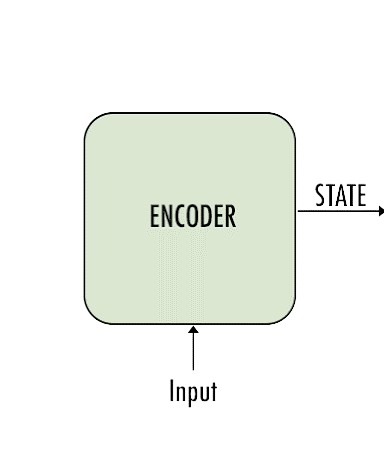 STATE
ENCODER
Input